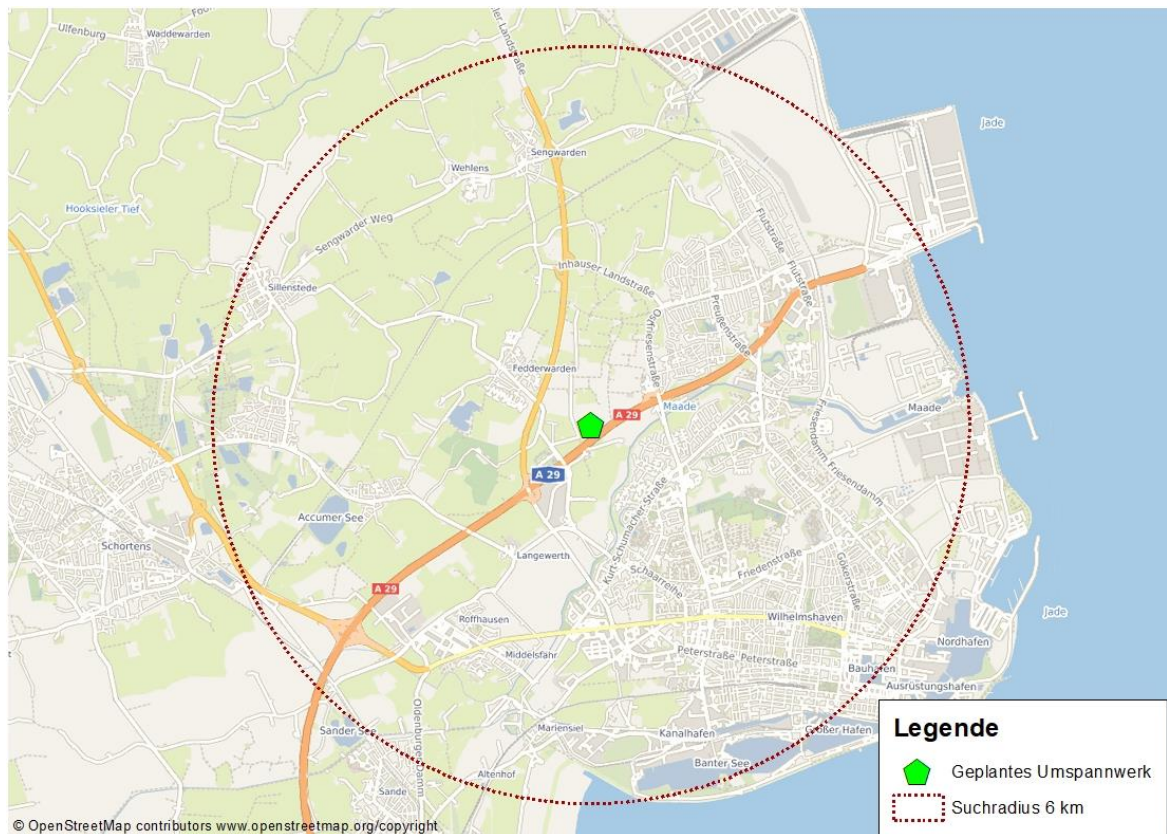 Ulfenburg
Waddewarden
ler Landstraße
Jade
Sengwarden
Wehlens
Hooksieler Tief
Sengwarder Weg
Flutstraße
Flutstraße
Inhauser Landstraße
Sillenstede
Preußenstraße
Ostfriesenstraße
Fedderwarden
Maade
A 29
Maade
Friesendamm
Friesendamm
A 29
Accumer See
Schortens
Langewerth
Kurt-Schumacher-Straße
Schaarreihe
Friedenstraße
Gökerstraße
A 29
Roffhausen
Wilhelmshaven
Jade
Nordhafen
Middelsfähr
Peterstraße
Peterstraße
Bauhafen
Ausrüstungshafen
Oldenburger Damm
Mariensiel
Kanalhafen
Großer Hafen
Sander See
Banter See
Altenhof
Sande
Legende
Geplantes Umspannwerk
Suchradius 6 km
© OpenStreetMap contributors www.openstreetmap.org/copyright